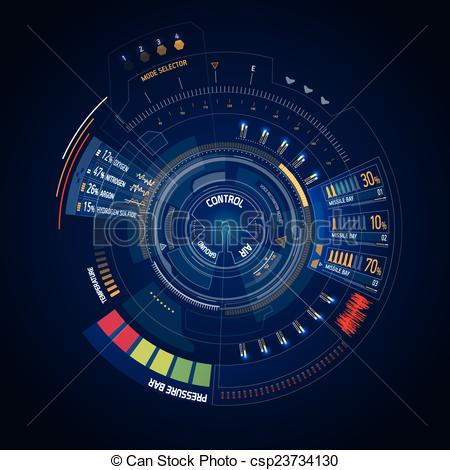 1 2 3 4
MODE SELECTOR
E
12% OXYGEN
47% NITROGEN
26% ARGON
15% HYDROGEN SULFIDE
CONTROL
GROUND
AIR
30%
MISSILE BAY
01
10%
MISSILE BAY
02
70%
MISSILE BAY
03
TEMPERATURE
PRESSURE BAR
© Can Stock Photo - csp23734130